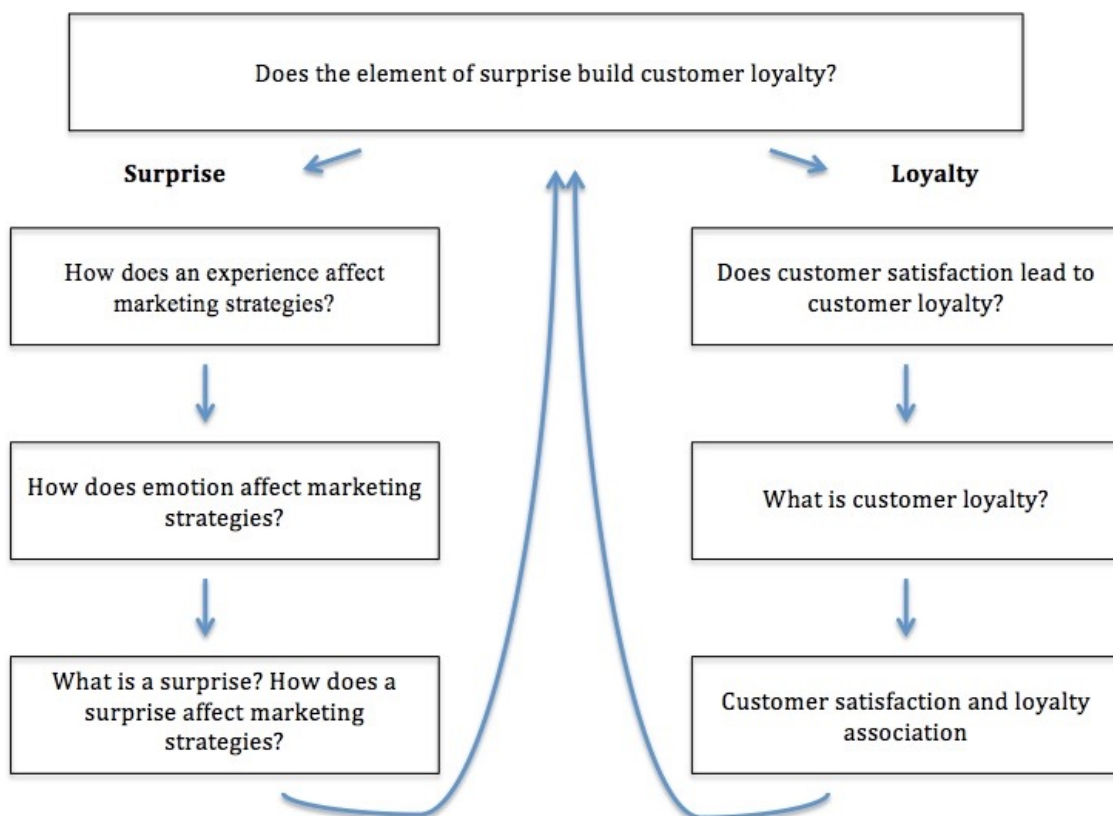 Does the element of surprise build customer loyalty?
Surprise
Loyalty
How does an experience affect
marketing strategies?
Does customer satisfaction lead to
customer loyalty?
How does emotion affect marketing
strategies?
What is customer loyalty?
What is a surprise? How does a
surprise affect marketing
strategies?
Customer satisfaction and loyalty
association